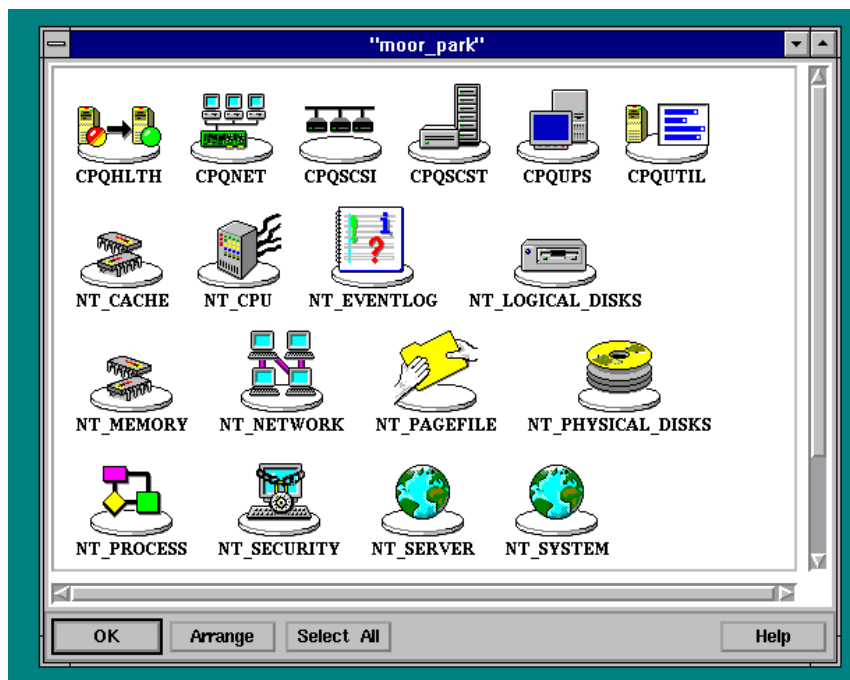 "moor_park"
CPQHLTH CPQNET CPQSCSI CPQSCST CPQUPS CPQUTIL
NT_CACHE NT_CPU NT_EVENTLOG NT_LOGICAL_DISKS
NT_MEMORY NT_NETWORK NT_PAGEFILE NT_PHYSICAL_DISKS
NT_PROCESS NT_SECURITY NT_SERVER NT_SYSTEM
OK Arrange Select All Help